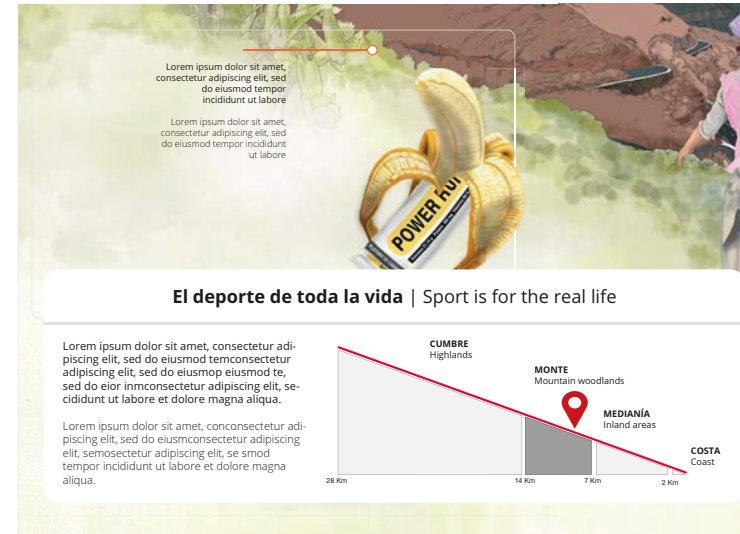 Lorem ipsum dolor sit amet,
consectetur adipiscing elit, sed
do eiusmod tempor
incididunt ut labore
Lorem ipsum dolor sit amet,
consectetur adipiscing elit, sed
do eiusmod tempor incididunt
ut labore
POWER RUN
El deporte de toda la vida | Sport is for the real life
Lorem ipsum dolor sit amet, consectetur adi-
piscing elit, sed do eiusmod temconsectetur
adipiscing elit, sed do eiusmop eiusmod te,
sed do eior inmconsectetur adipiscing elit, se-
cididunt ut labore et dolore magna aliqua.
Lorem ipsum dolor sit amet, conconsectetur adi-
piscing elit, sed do eiusmconsectetur adipiscing
elit, semosectetur adipiscing elit, se smod
tempor incididunt ut labore et dolore magna
aliqua.
CUMBRE
Highlands
MONTE
Mountain woodlands
MEDIANÍA
Inland areas
COSTA
Coast
28 Km
14 Km
7 Km
2 Km